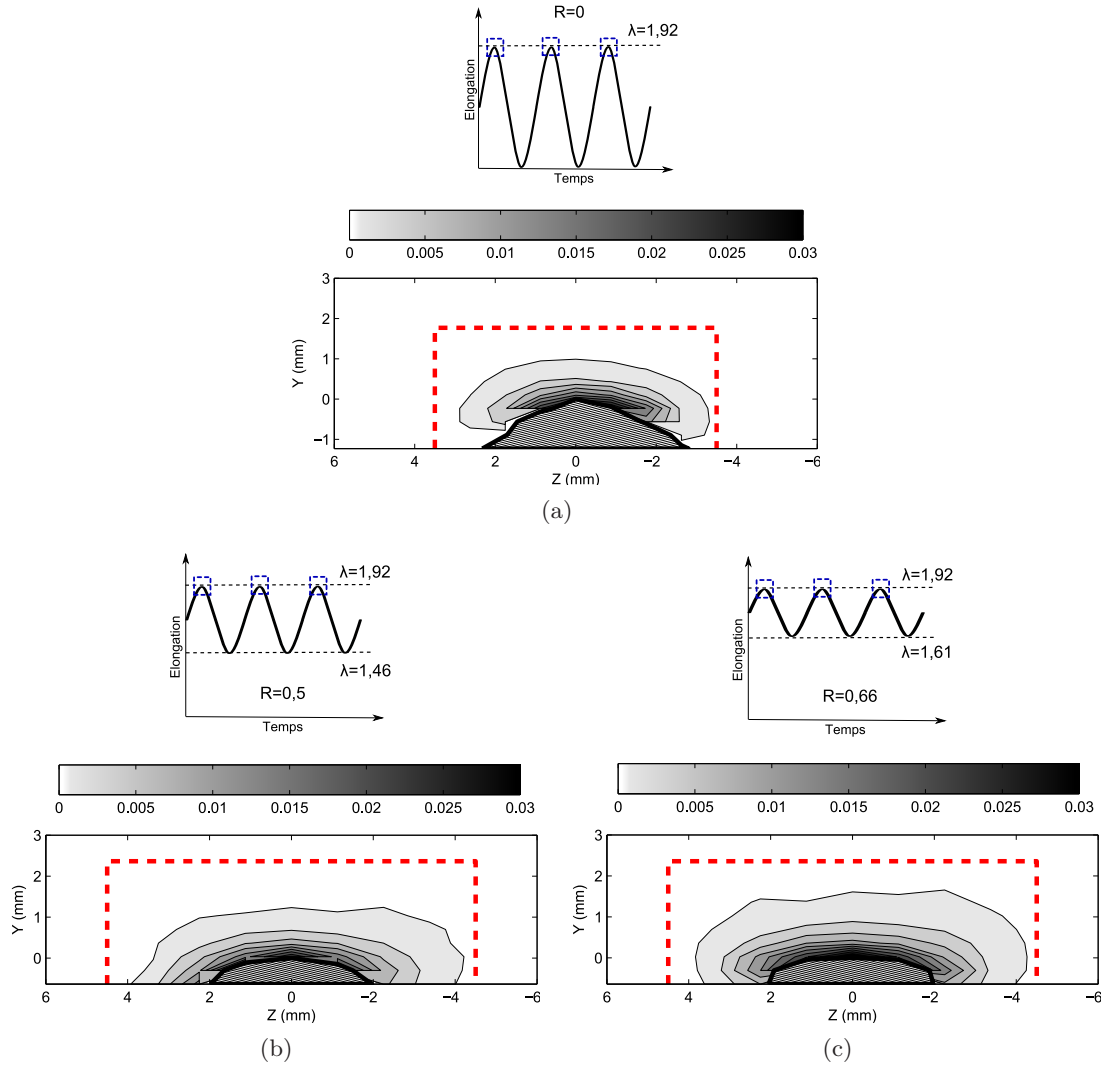 R=0
λ=1,92
Elongation
Temps
0 0.005 0.01 0.015 0.02 0.025 0.03
3
2
1
0
−1
Y (mm)
6 4 2 0 −2 −4 −6
Z (mm)
(a)
λ=1,92
Elongation
λ=1,46
R=0,5
Temps
0 0.005 0.01 0.015 0.02 0.025 0.03
3
2
1
0
Y (mm)
6 4 2 0 −2 −4 −6
Z (mm)
(b)
λ=1,92
Elongation
λ=1,61
R=0,66
Temps
0 0.005 0.01 0.015 0.02 0.025 0.03
3
2
1
0
Y (mm)
6 4 2 0 −2 −4 −6
Z (mm)
(c)